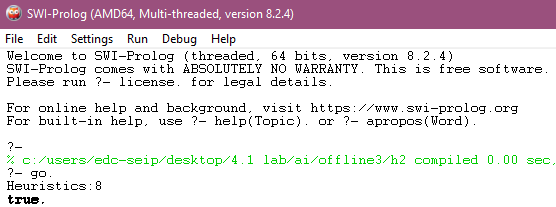 SWI-Prolog (AMD64, Multi-threaded, version 8.2.4)
File Edit Settings Run Debug Help
Welcome to SWI-Prolog (threaded, 64 bits, version 8.2.4)
SWI-Prolog comes with ABSOLUTELY NO WARRANTY. This is free software.
Please run ?- license. for legal details.
For online help and background, visit https://www.swi-prolog.org
For built-in help, use ?- help(Topic). or ?- apropos(Word).
?-
% c:/users/edc-seip/desktop/4.1 lab/ai/offline3/h2 compiled 0.00 sec,
?- go.
Heuristics:8
true.